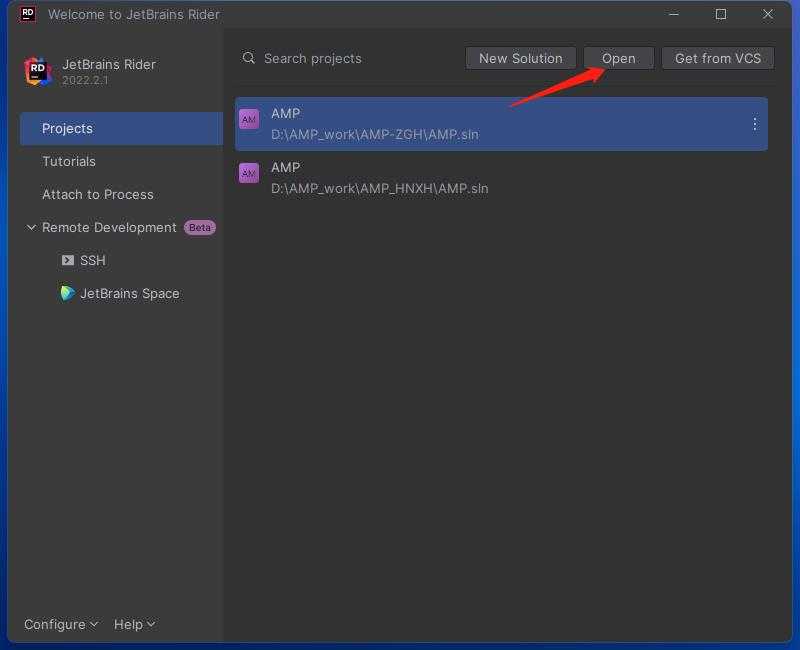 RD Welcome to JetBrains Rider
RD
JetBrains Rider
2022.2.1
Search projects
New Solution
Open
Get from VCS
Projects
Tutorials
Attach to Process
Remote Development Beta
SSH
JetBrains Space
AM
AMP
D:\AMP_work\AMP-ZGH\AMP.sln
AM
AMP
D:\AMP_work\AMP_HNXH\AMP.sln
Configure
Help